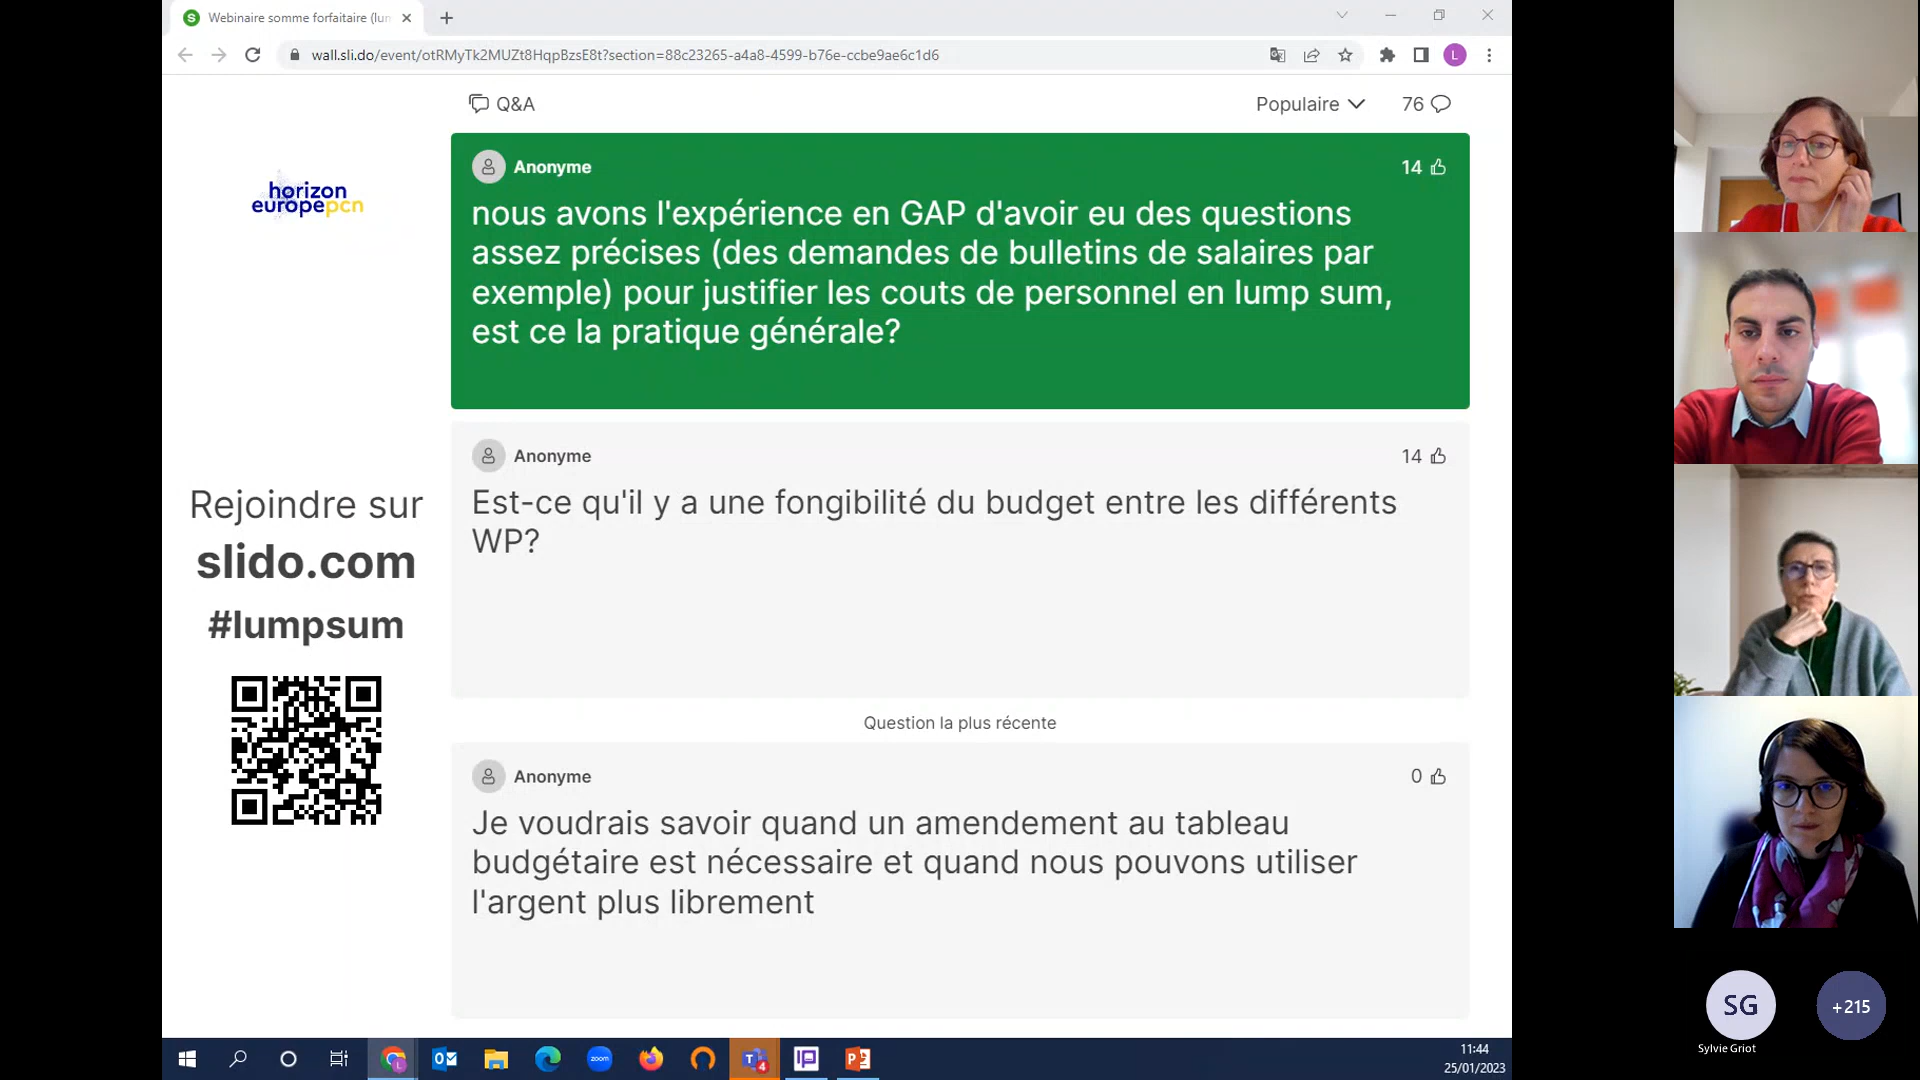 Webinaire somme forfaitaire (lun
wall.sli.do/event/otRMyTk2MUZt8HqpBzsE8t?section=88c23265-a4a8-4599-b76e-ccbe9ae6c1d6
L
Q&A
Populaire
76
horizon
europepcn
Anonyme
14
nous avons l'expérience en GAP d'avoir eu des questions
assez précises (des demandes de bulletins de salaires par
exemple) pour justifier les couts de personnel en lump sum,
est ce la pratique générale?
Anonyme
14
Est-ce qu'il y a une fongibilité du budget entre les différents
WP?
Rejoindre sur
slido.com
#lumpsum
Question la plus récente
Anonyme
0
Je voudrais savoir quand un amendement au tableau
budgétaire est nécessaire et quand nous pouvons utiliser
l'argent plus librement
SG
+215
Sylvie Griot
zoom
11:44
25/01/2023